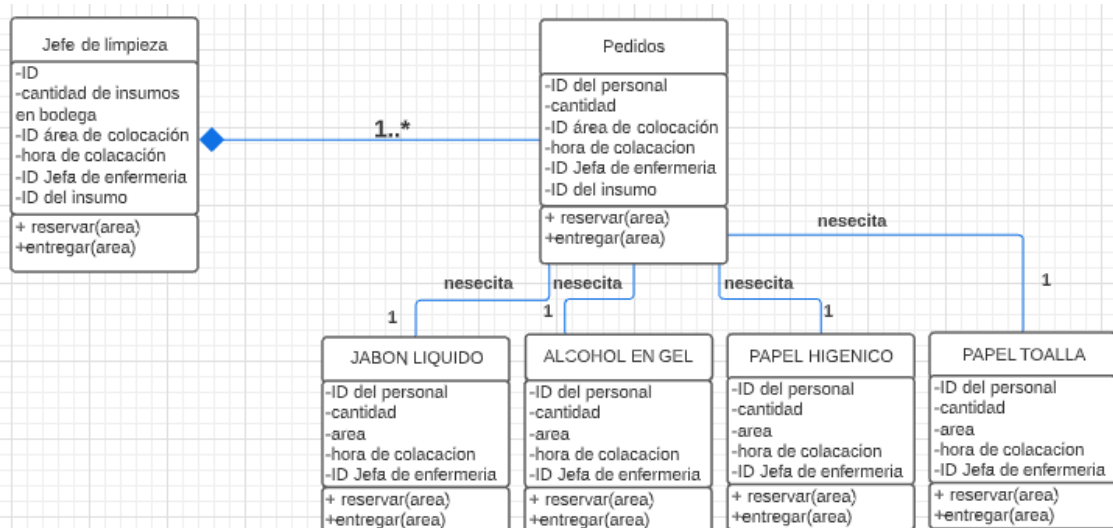 Jefe de limpieza
-ID
-cantidad de insumos
en bodega
-ID área de colocación
-hora de colacación
-ID Jefa de enfermeria
-ID del insumo
+ reservar(area)
+entregar(area)
1..*
Pedidos
-ID del personal
-cantidad
-ID área de colocación
-hora de colacacion
-ID Jefa de enfermeria
-ID del insumo
+ reservar(area)
+entregar(area)
nesecita
1
nesecita
1
nesecita
1
nesecita
1
JABON LIQUIDO
-ID del personal
-cantidad
-area
-hora de colacacion
-ID Jefa de enfermeria
+ reservar(area)
+entregar(area)
ALCOHOL EN GEL
-ID del personal
-cantidad
-area
-hora de colacacion
-ID Jefa de enfermeria
+ reservar(area)
+entregar(area)
PAPEL HIGENICO
-ID del personal
-cantidad
-area
-hora de colacacion
-ID Jefa de enfermeria
+ reservar(area)
+entregar(area)
PAPEL TOALLA
-ID del personal
-cantidad
-area
-hora de colacacion
-ID Jefa de enfermeria
+ reservar(area)
+entregar(area)